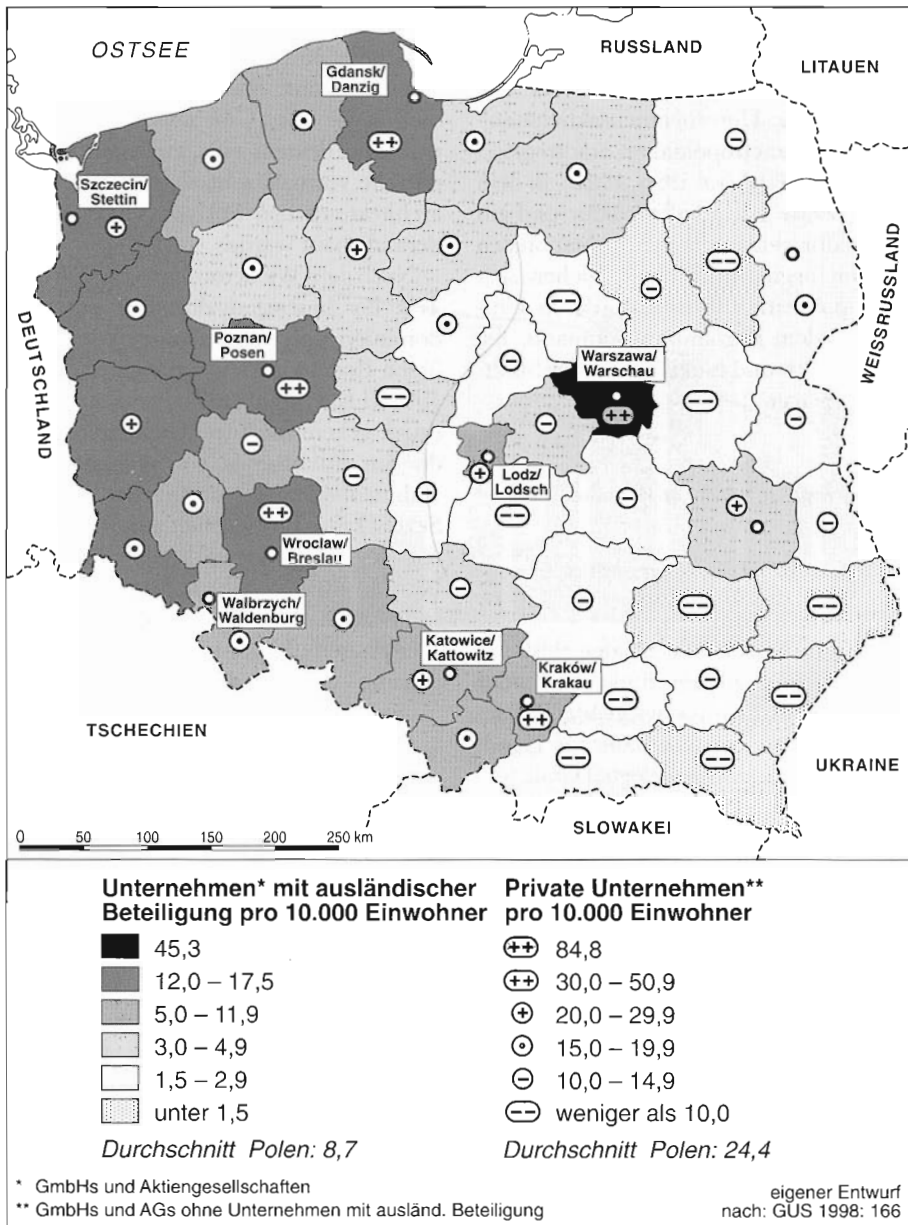 OSTSEE
RUSSLAND
LITAUEN
Gdansk/
Danzig
Szczecin/
Stettin
DEUTSCHLAND
WEISSRUSSLAND
Poznan/
Posen
Warszawa/
Warschau
Lodz/
Lodsch
Wroclaw/
Breslau
Walbrzych/
Waldenburg
Katowice/
Kattowitz
Kraków/
Krakau
TSCHECHIEN
UKRAINE
SLOWAKEI
0 50 100 150 200 250 km
Unternehmen* mit ausländischer
Beteiligung pro 10.000 Einwohner
45,3
12,0 – 17,5
5,0 – 11,9
3,0 – 4,9
1,5 – 2,9
unter 1,5
Durchschnitt Polen: 8,7
Private Unternehmen**
pro 10.000 Einwohner
++ 84,8
++ 30,0 – 50,9
+ 20,0 – 29,9
15,0 – 19,9
– 10,0 – 14,9
– – weniger als 10,0
Durchschnitt Polen: 24,4
* GmbHs und Aktiengesellschaften
** GmbHs und AGs ohne Unternehmen mit ausländ. Beteiligung
eigener Entwurf
nach: GUS 1998: 166